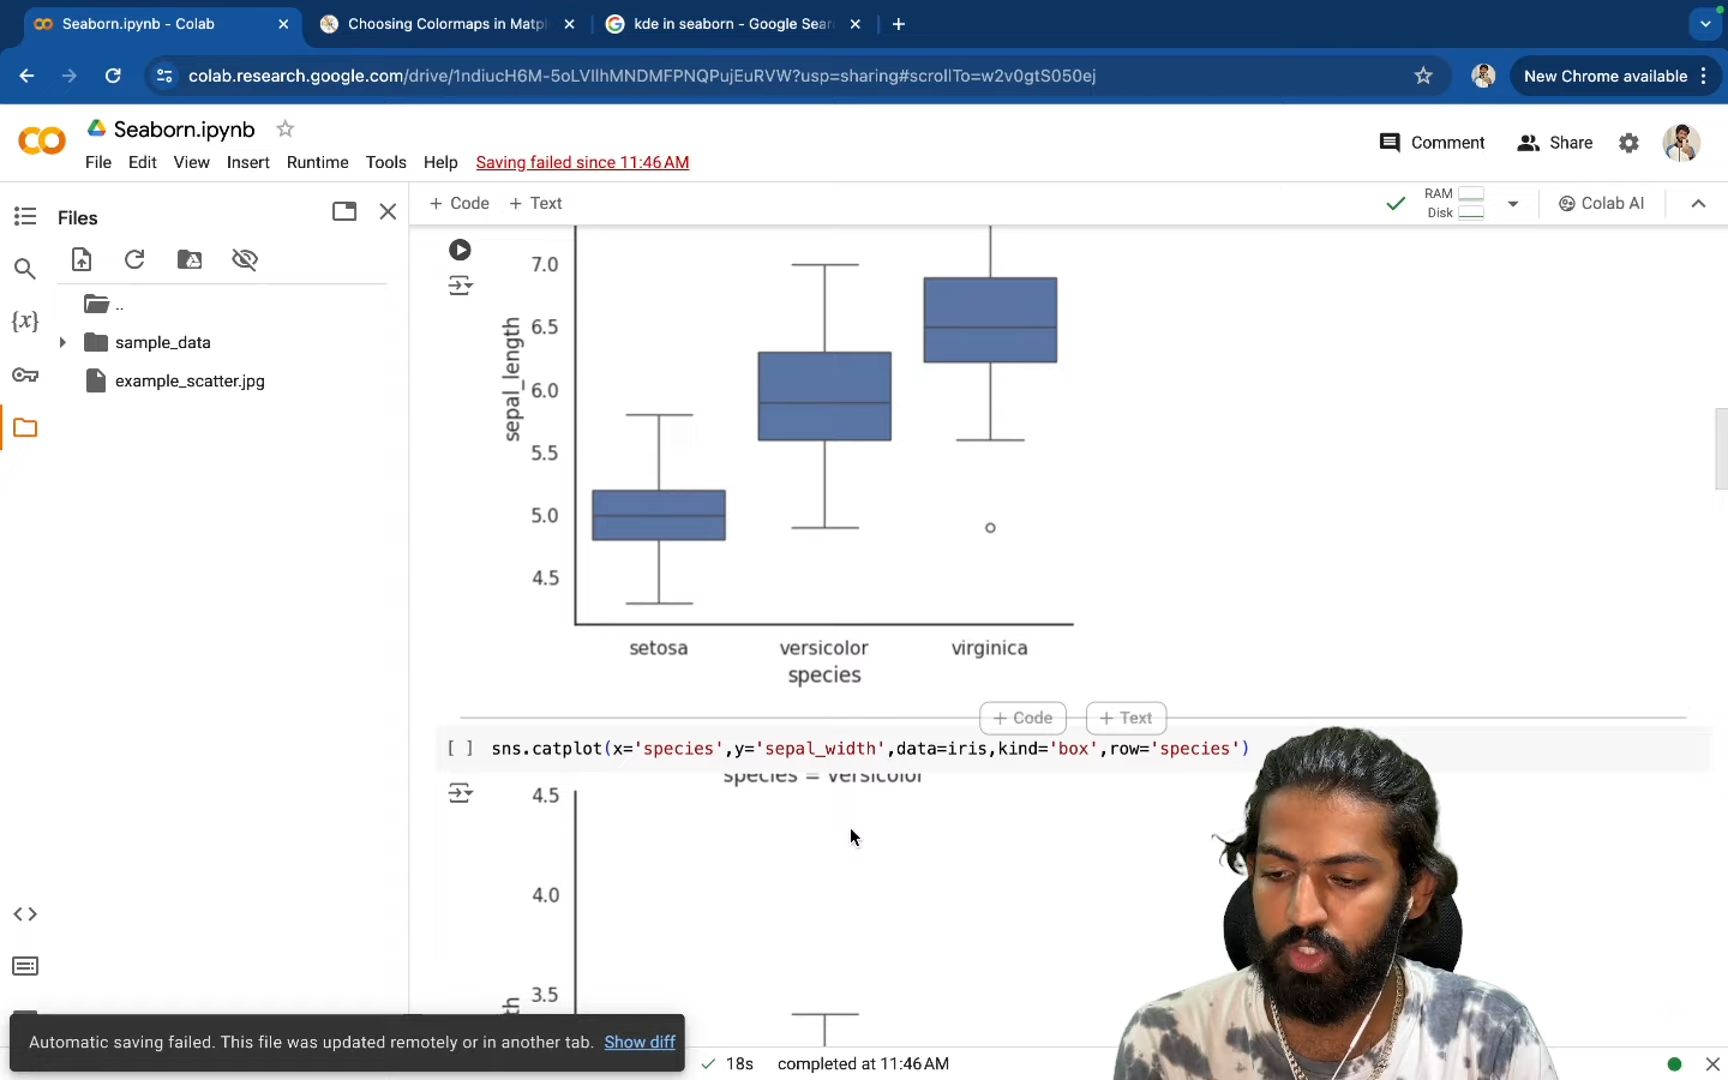 Seaborn.ipynb - Colab
Choosing Colormaps in Matpl
kde in seaborn - Google Sear
colab.research.google.com/drive/1ndiucH6M-5oLVIlhMNDMFPNQPujEuRVW?usp=sharing#scrollTo=w2v0gtS050ej
New Chrome available
Seaborn.ipynb
Comment
Share
File Edit View Insert Runtime Tools Help Saving failed since 11:46 AM
Files
+ Code + Text
RAM
Disk
Colab AI
..
sample_data
example_scatter.jpg
{x}
7.0
6.5
6.0
5.5
5.0
4.5
sepal_length
setosa versicolor virginica
species
+ Code + Text
[ ] sns.catplot(x='species',y='sepal_width',data=iris,kind='box',row='species')
species = versicolor
4.5
4.0
3.5
th
Automatic saving failed. This file was updated remotely or in another tab. Show diff
18s completed at 11:46 AM